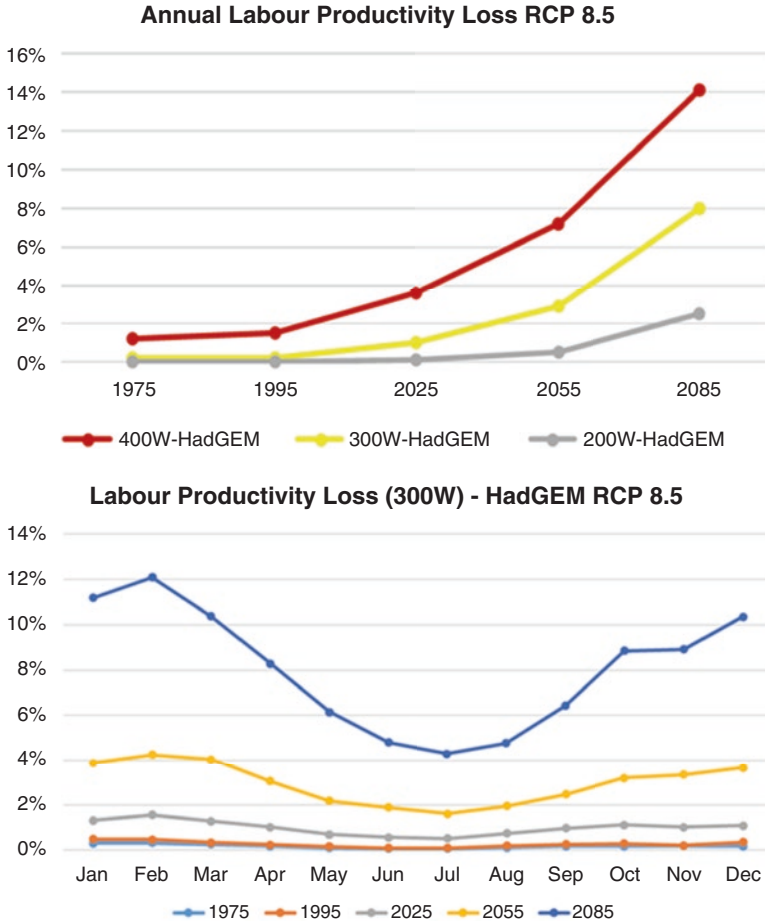 Annual Labour Productivity Loss RCP 8.5
16%
14%
12%
10%
8%
6%
4%
2%
0%
1975 1995 2025 2055 2085
400W-HadGEM 300W-HadGEM 200W-HadGEM
Labour Productivity Loss (300W) - HadGEM RCP 8.5
14%
12%
10%
8%
6%
4%
2%
0%
Jan Feb Mar Apr May Jun Jul Aug Sep Oct Nov Dec
1975 1995 2025 2055 2085